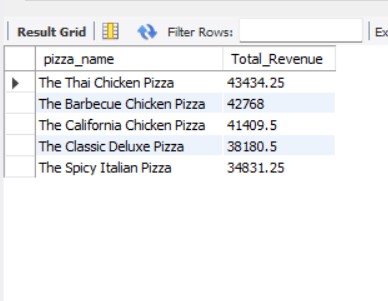 Result Grid Filter Rows: Ex
pizza_name Total_Revenue
The Thai Chicken Pizza 43434.25
The Barbecue Chicken Pizza 42768
The California Chicken Pizza 41409.5
The Classic Deluxe Pizza 38180.5
The Spicy Italian Pizza 34831.25